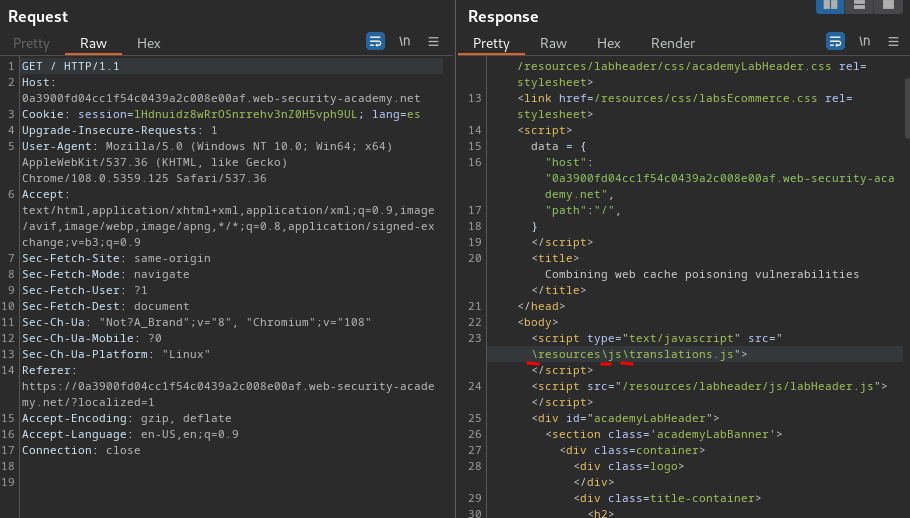 Request
Pretty Raw Hex
\n
1 GET / HTTP/1.1
2 Host:
0a3900fd04cc1f54c0439a2c008e00af.web-security-academy.net
3 Cookie: session=lHdnuidz8wRrOSnrrehv3nZ0H5vph9UL; lang=es
4 Upgrade-Insecure-Requests: 1
5 User-Agent: Mozilla/5.0 (Windows NT 10.0; Win64; x64)
AppleWebKit/537.36 (KHTML, like Gecko)
Chrome/108.0.5359.125 Safari/537.36
6 Accept:
text/html,application/xhtml+xml,application/xml;q=0.9,image
/avif,image/webp,image/apng,*/*;q=0.8,application/signed-ex
change;v=b3;q=0.9
7 Sec-Fetch-Site: same-origin
8 Sec-Fetch-Mode: navigate
9 Sec-Fetch-User: ?1
10 Sec-Fetch-Dest: document
11 Sec-Ch-Ua: "Not?A_Brand";v="8", "Chromium";v="108"
12 Sec-Ch-Ua-Mobile: ?0
13 Sec-Ch-Ua-Platform: "Linux"
14 Referer:
https://0a3900fd04cc1f54c0439a2c008e00af.web-security-acade
my.net/?localized=1
15 Accept-Encoding: gzip, deflate
16 Accept-Language: en-US,en;q=0.9
17 Connection: close
18
19
Response
Pretty Raw Hex Render
\n
/resources/labheader/css/academyLabHeader.css rel=
stylesheet>
13 <link href=/resources/css/labsEcommerce.css rel=
stylesheet>
14 <script>
15 data = {
16 "host":
"0a3900fd04cc1f54c0439a2c008e00af.web-security-aca
demy.net",
17 "path":"/",
18 }
19 </script>
20 <title>
Combining web cache poisoning vulnerabilities
</title>
21 </head>
22 <body>
23 <script type="text/javascript" src="
\resources\js\translations.js">
</script>
24 <script src="/resources/labheader/js/labHeader.js">
</script>
25 <div id="academyLabHeader">
26 <section class='academyLabBanner'>
27 <div class=container>
28 <div class=logo>
</div>
29 <div class=title-container>
30 <h2>